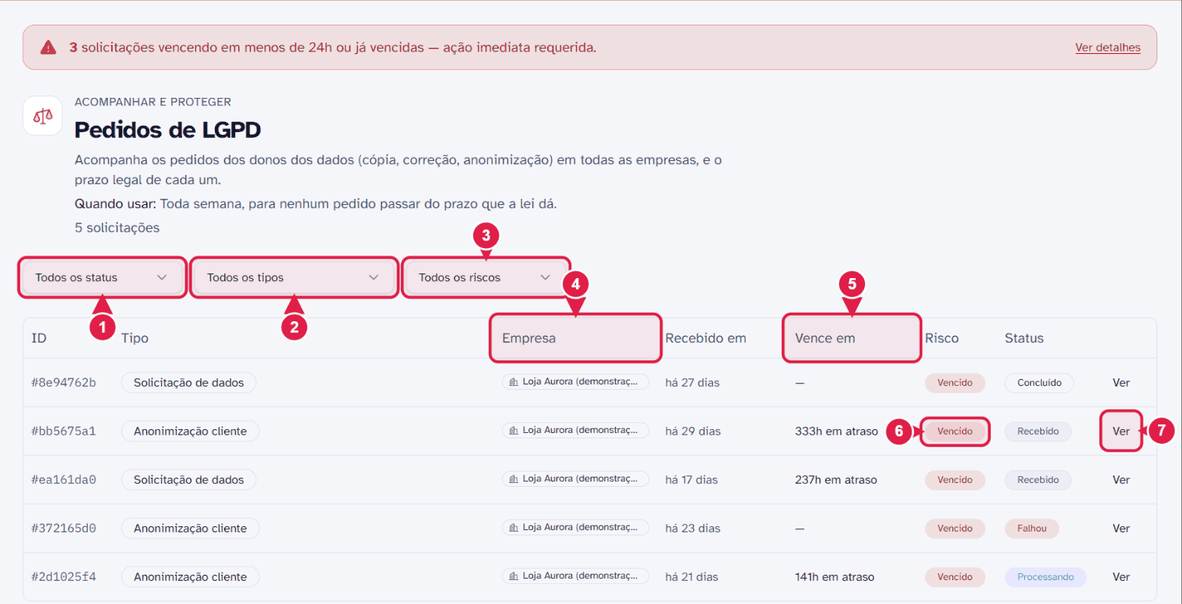 3 solicitações vencendo em menos de 24h ou já vencidas — ação imediata requerida. Ver detalhes
ACOMPANHAR E PROTEGER
Pedidos de LGPD
Acompanha os pedidos dos donos dos dados (cópia, correção, anonimização) em todas as empresas, e o
prazo legal de cada um.
Quando usar: Toda semana, para nenhum pedido passar do prazo que a lei dá.
5 solicitações
3
Todos os status Todos os tipos Todos os riscos 4 5
1 2
ID Tipo Empresa Recebido em Vence em Risco Status
#8e94762b Solicitação de dados Loja Aurora (demonstraç... há 27 dias — Vencido Concluído Ver
#bb5675a1 Anonimização cliente Loja Aurora (demonstraç... há 29 dias 333h em atraso 6 Vencido Recebido Ver 7
#ea161da0 Solicitação de dados Loja Aurora (demonstraç... há 17 dias 237h em atraso Vencido Recebido Ver
#372165d0 Anonimização cliente Loja Aurora (demonstraç... há 23 dias — Vencido Falhou Ver
#2d1025f4 Anonimização cliente Loja Aurora (demonstraç... há 21 dias 141h em atraso Vencido Processando Ver